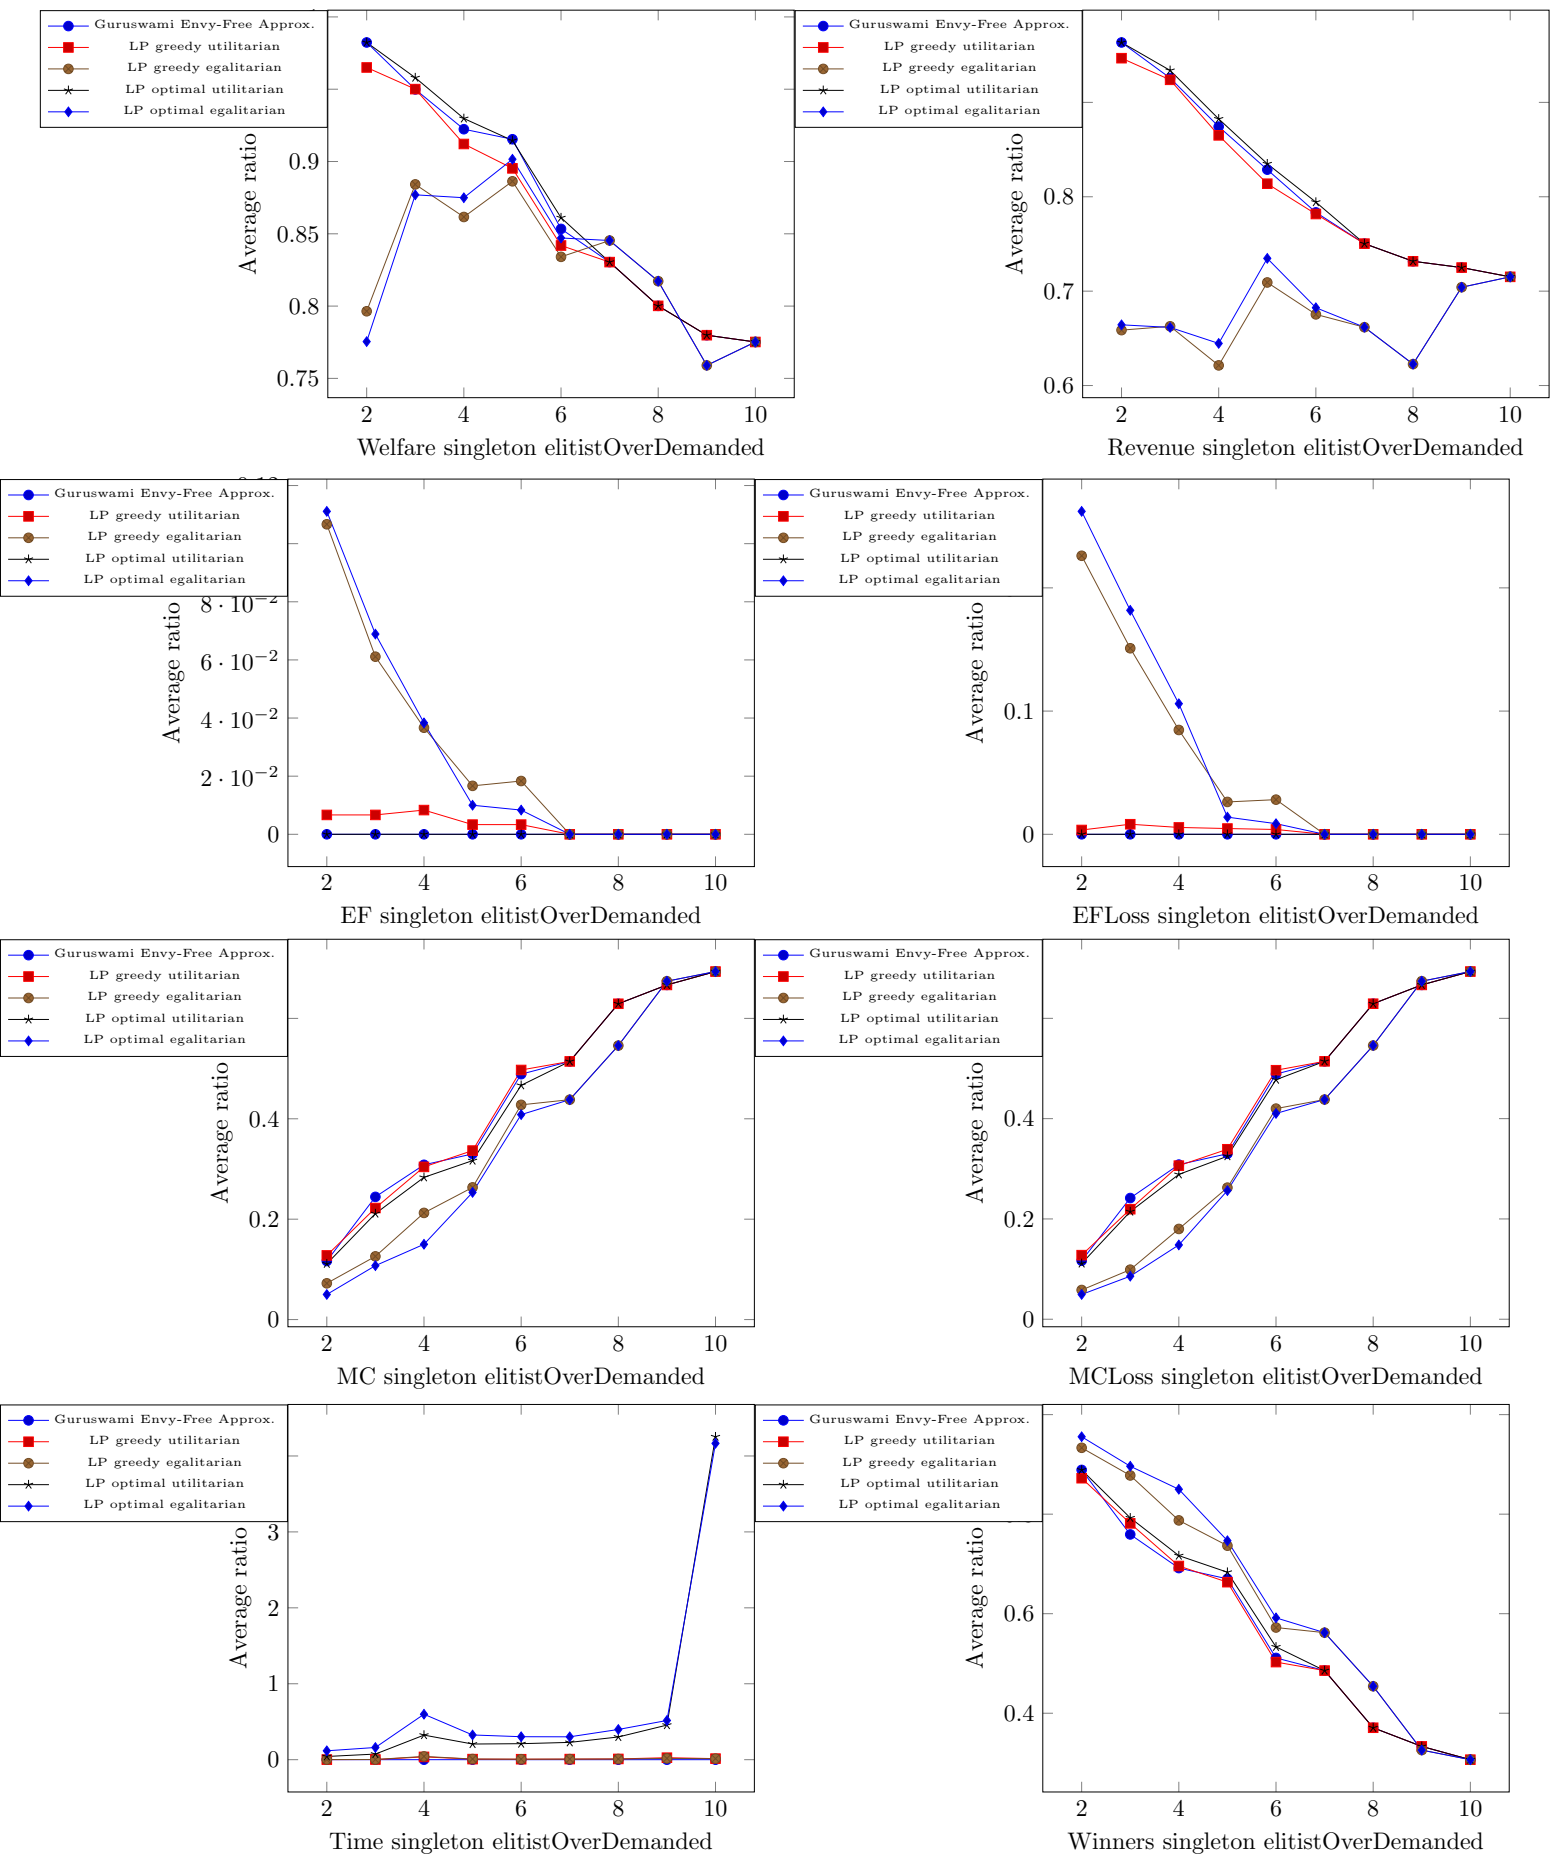 Guruswami Envy-Free Approx.
LP greedy utilitarian
LP greedy egalitarian
LP optimal utilitarian
LP optimal egalitarian
Average ratio
0.9
0.85
0.8
0.75
2 4 6 8 10
Welfare singleton elitistOverDemanded
Guruswami Envy-Free Approx.
LP greedy utilitarian
LP greedy egalitarian
LP optimal utilitarian
LP optimal egalitarian
Average ratio
0.8
0.7
0.6
2 4 6 8 10
Revenue singleton elitistOverDemanded
Guruswami Envy-Free Approx.
LP greedy utilitarian
LP greedy egalitarian
LP optimal utilitarian
LP optimal egalitarian
Average ratio
8 · 10⁻²
6 · 10⁻²
4 · 10⁻²
2 · 10⁻²
0
2 4 6 8 10
EF singleton elitistOverDemanded
Guruswami Envy-Free Approx.
LP greedy utilitarian
LP greedy egalitarian
LP optimal utilitarian
LP optimal egalitarian
Average ratio
0.1
0
2 4 6 8 10
EFLoss singleton elitistOverDemanded
Guruswami Envy-Free Approx.
LP greedy utilitarian
LP greedy egalitarian
LP optimal utilitarian
LP optimal egalitarian
Average ratio
0.4
0.2
0
2 4 6 8 10
MC singleton elitistOverDemanded
Guruswami Envy-Free Approx.
LP greedy utilitarian
LP greedy egalitarian
LP optimal utilitarian
LP optimal egalitarian
Average ratio
0.4
0.2
0
2 4 6 8 10
MCLoss singleton elitistOverDemanded
Guruswami Envy-Free Approx.
LP greedy utilitarian
LP greedy egalitarian
LP optimal utilitarian
LP optimal egalitarian
Average ratio
3
2
1
0
2 4 6 8 10
Time singleton elitistOverDemanded
Guruswami Envy-Free Approx.
LP greedy utilitarian
LP greedy egalitarian
LP optimal utilitarian
LP optimal egalitarian
Average ratio
0.6
0.4
2 4 6 8 10
Winners singleton elitistOverDemanded